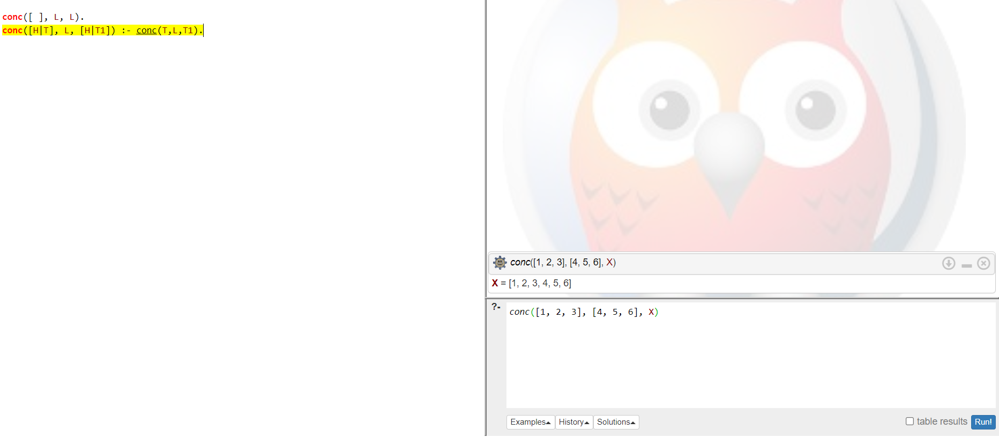 conc([ ], L, L).
conc([H|T], L, [H|T1]) :- conc(T,L,T1).
conc([1, 2, 3], [4, 5, 6], X)
X = [1, 2, 3, 4, 5, 6]
?-
conc([1, 2, 3], [4, 5, 6], X)
Examples History Solutions table results Run!